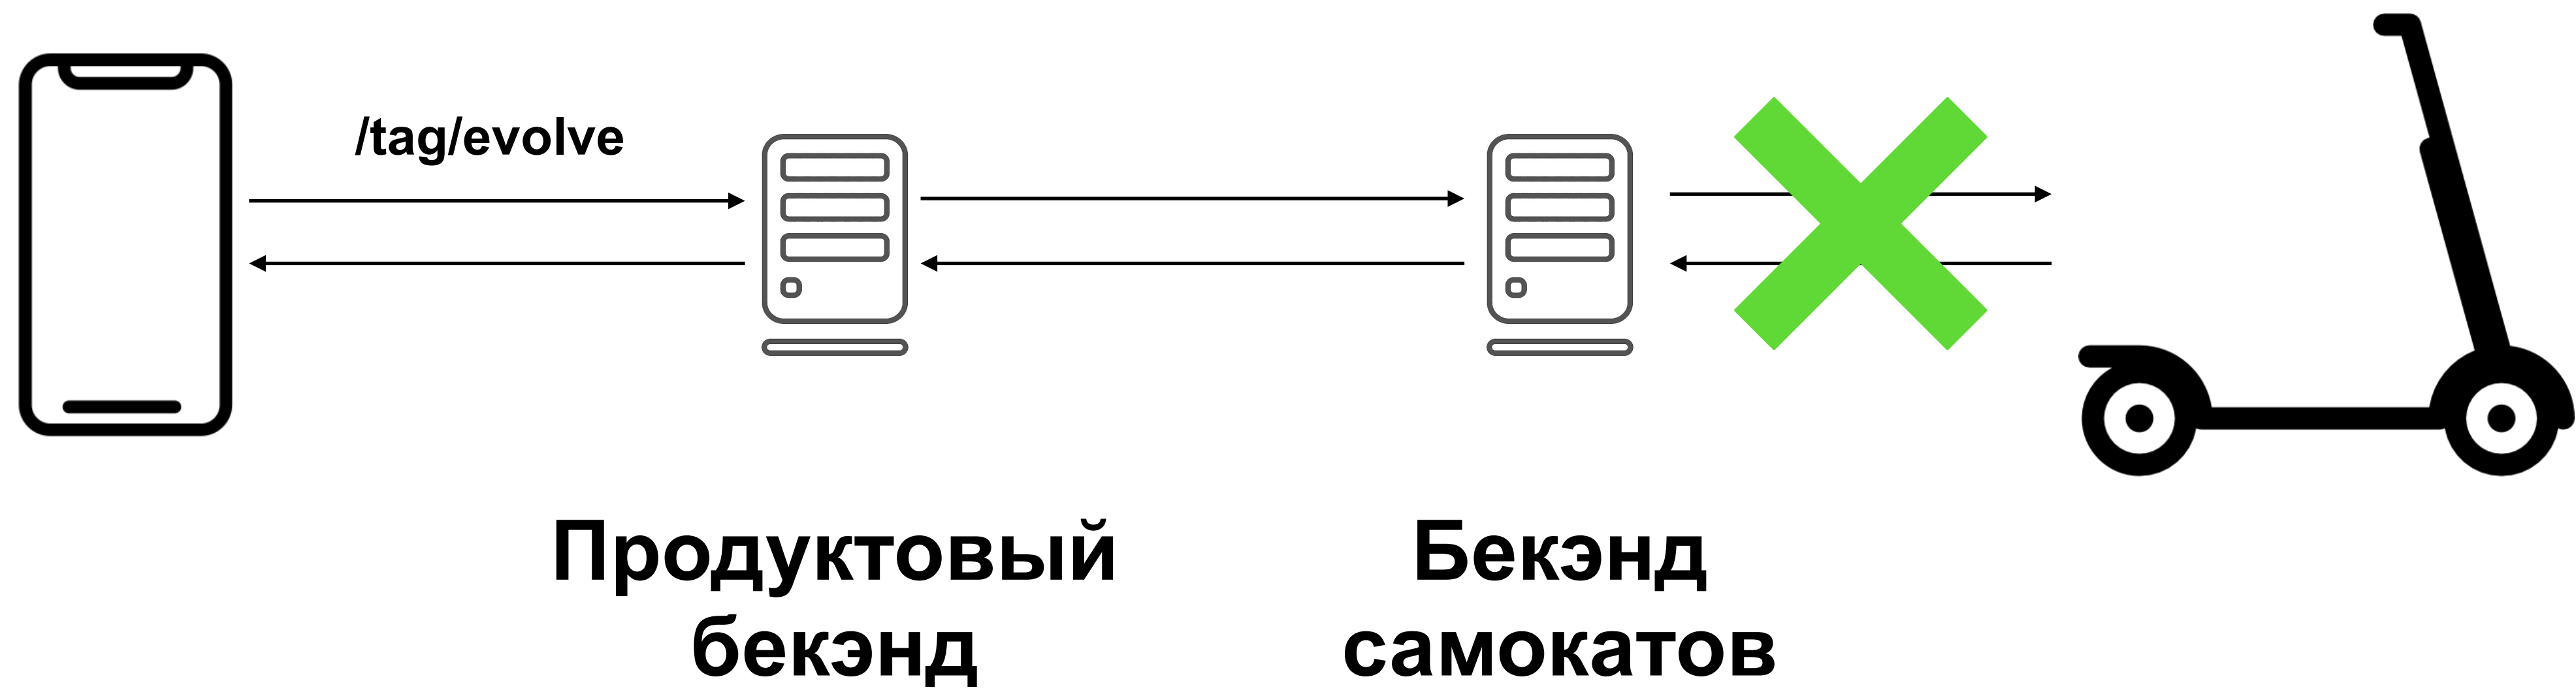 /tag/evolve
Продуктовый
бекэнд
Бекэнд
самокатов